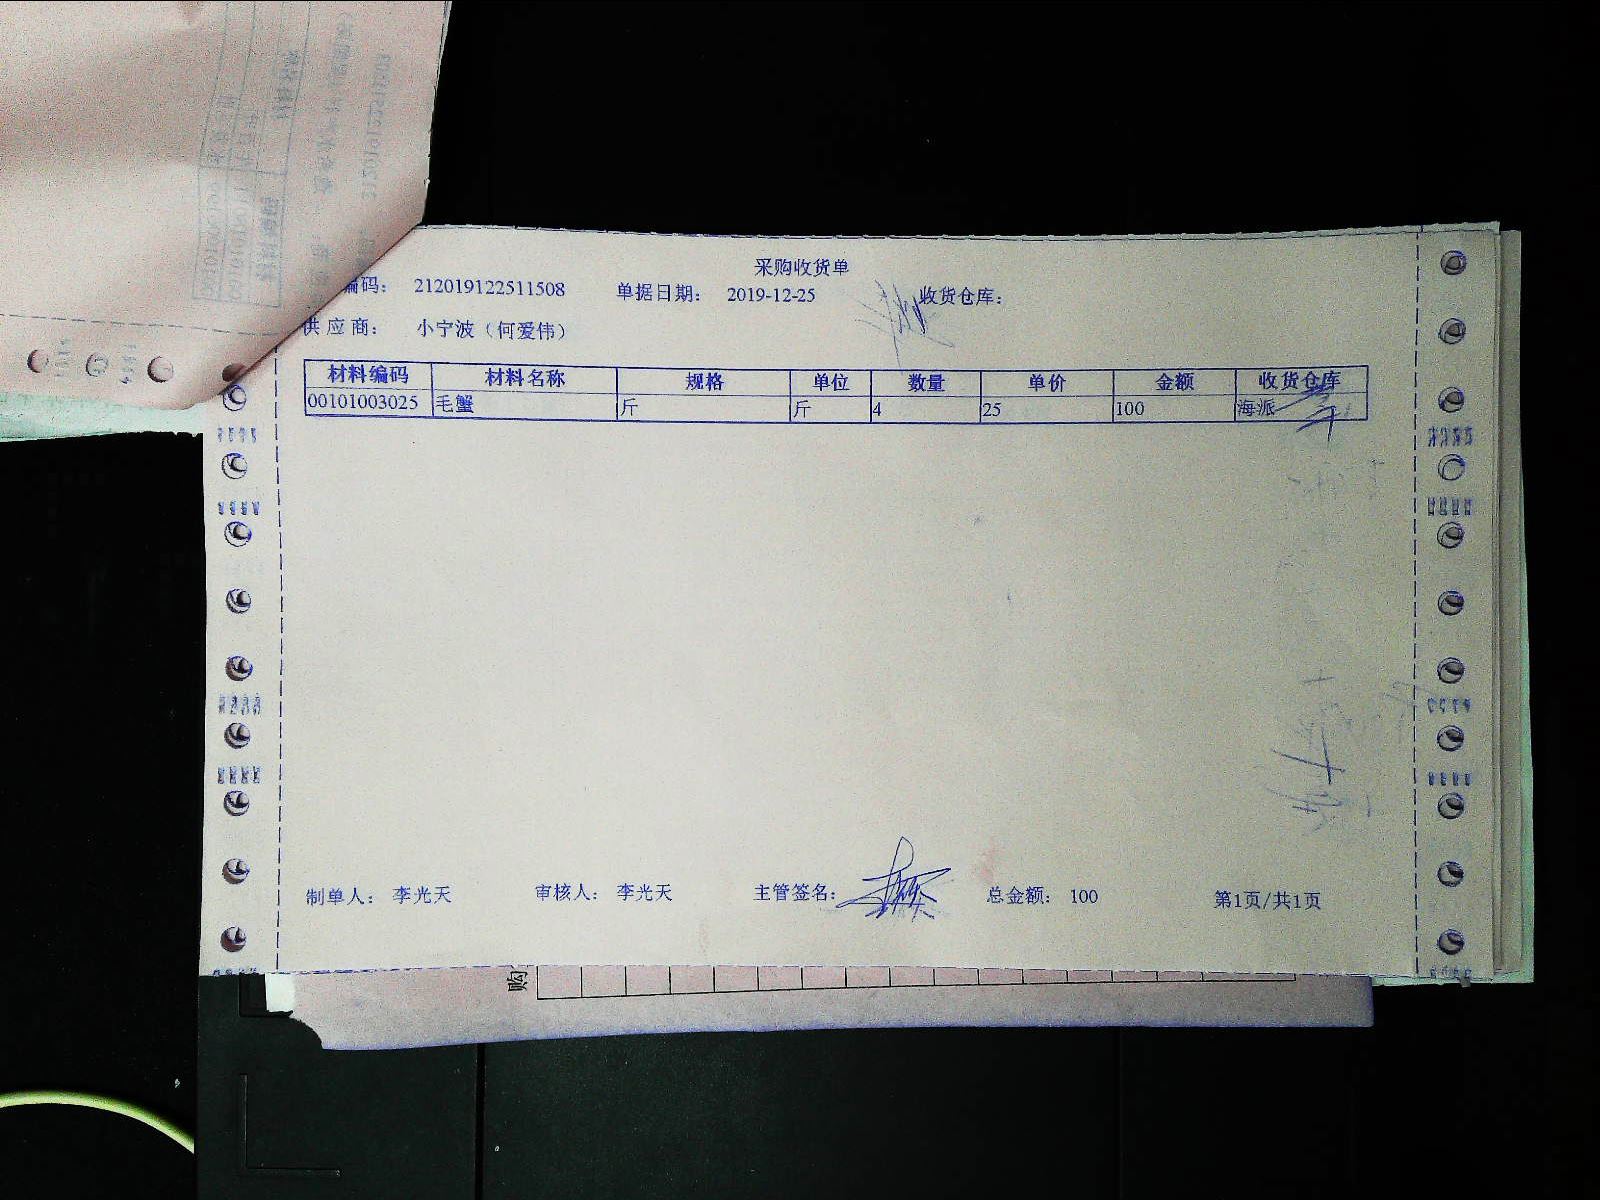 采购收货单
编码： 212019122511508 单据日期： 2019-12-25 收货仓库：
供应商： 小宁波（何爱伟）
材料编码 材料名称 规格 单位 数量 单价 金额 收货仓库
00101003025 毛蟹 斤 斤 4 25 100 海派
制单人： 李光天 审核人： 李光天 主管签名： 总金额： 100 第1页/共1页
购